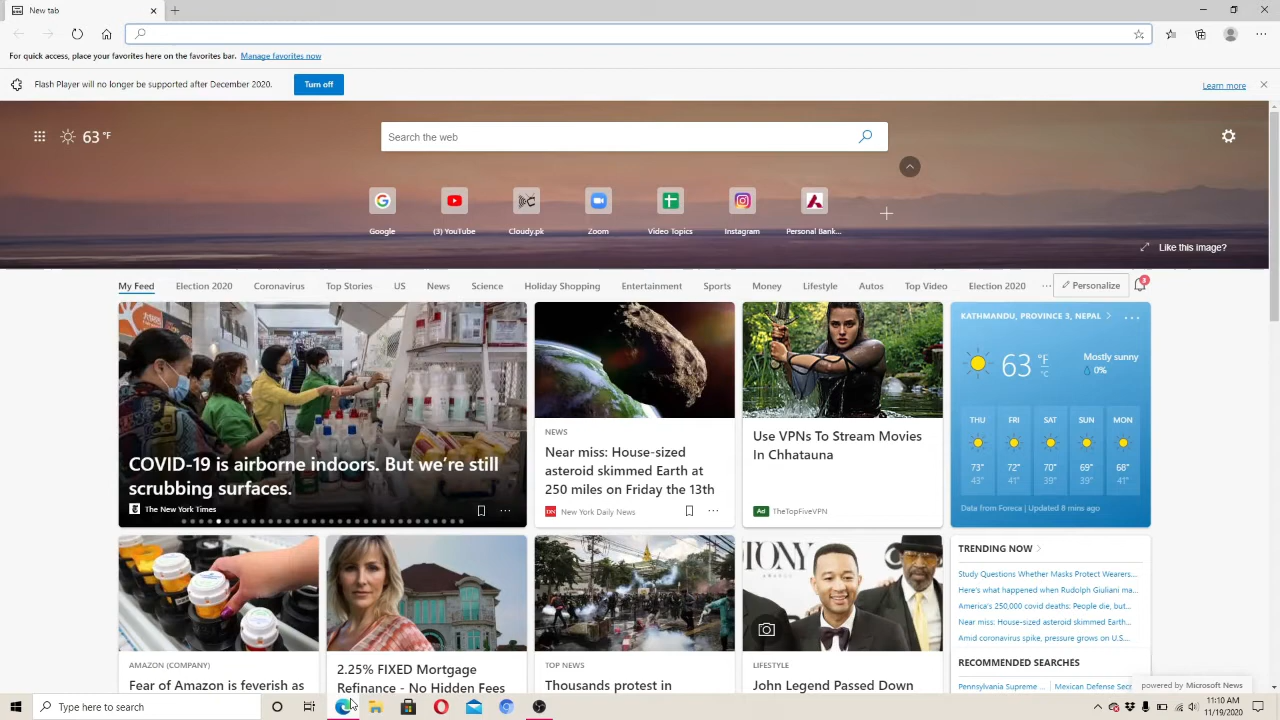 New tab
For quick access, place your favorites here on the favorites bar. Manage favorites now
Flash Player will no longer be supported after December 2020. Turn off Learn more
63 °F
Search the web
Google (3) YouTube Cloudy.pk Zoom Video Topics Instagram Personal Bank...
Like this image?
My Feed Election 2020 Coronavirus Top Stories US News Science Holiday Shopping Entertainment Sports Money Lifestyle Autos Top Video Election 2020 ... Personalize
COVID-19 is airborne indoors. But we're still
scrubbing surfaces.
The New York Times
NEWS
Near miss: House-sized
asteroid skimmed Earth at
250 miles on Friday the 13th
New York Daily News
Use VPNs To Stream Movies
In Chhatauna
Ad TheTopFiveVPN
KATHMANDU, PROVINCE 3, NEPAL
63 °F
°C
Mostly sunny
0%
THU FRI SAT SUN MON
73° 72° 70° 69° 68°
43° 41° 39° 39° 41°
Data from Foreca | Updated 8 mins ago
TONY
AWARDS
AMAZON (COMPANY)
Fear of Amazon is feverish as
2.25% FIXED Mortgage
Refinance - No Hidden Fees
TOP NEWS
Thousands protest in
LIFESTYLE
John Legend Passed Down
TRENDING NOW
Study Questions Whether Masks Protect Wearers...
Here's what happened when Rudolph Giuliani ma...
America's 250,000 covid deaths: People die, but...
Near miss: House-sized asteroid skimmed Earth...
Amid coronavirus spike, pressure grows on U.S....
RECOMMENDED SEARCHES
Pennsylvania Supreme ... Mexican Defense Secr
powered by Microsoft News
Type here to search
11:10 AM
11/19/2020